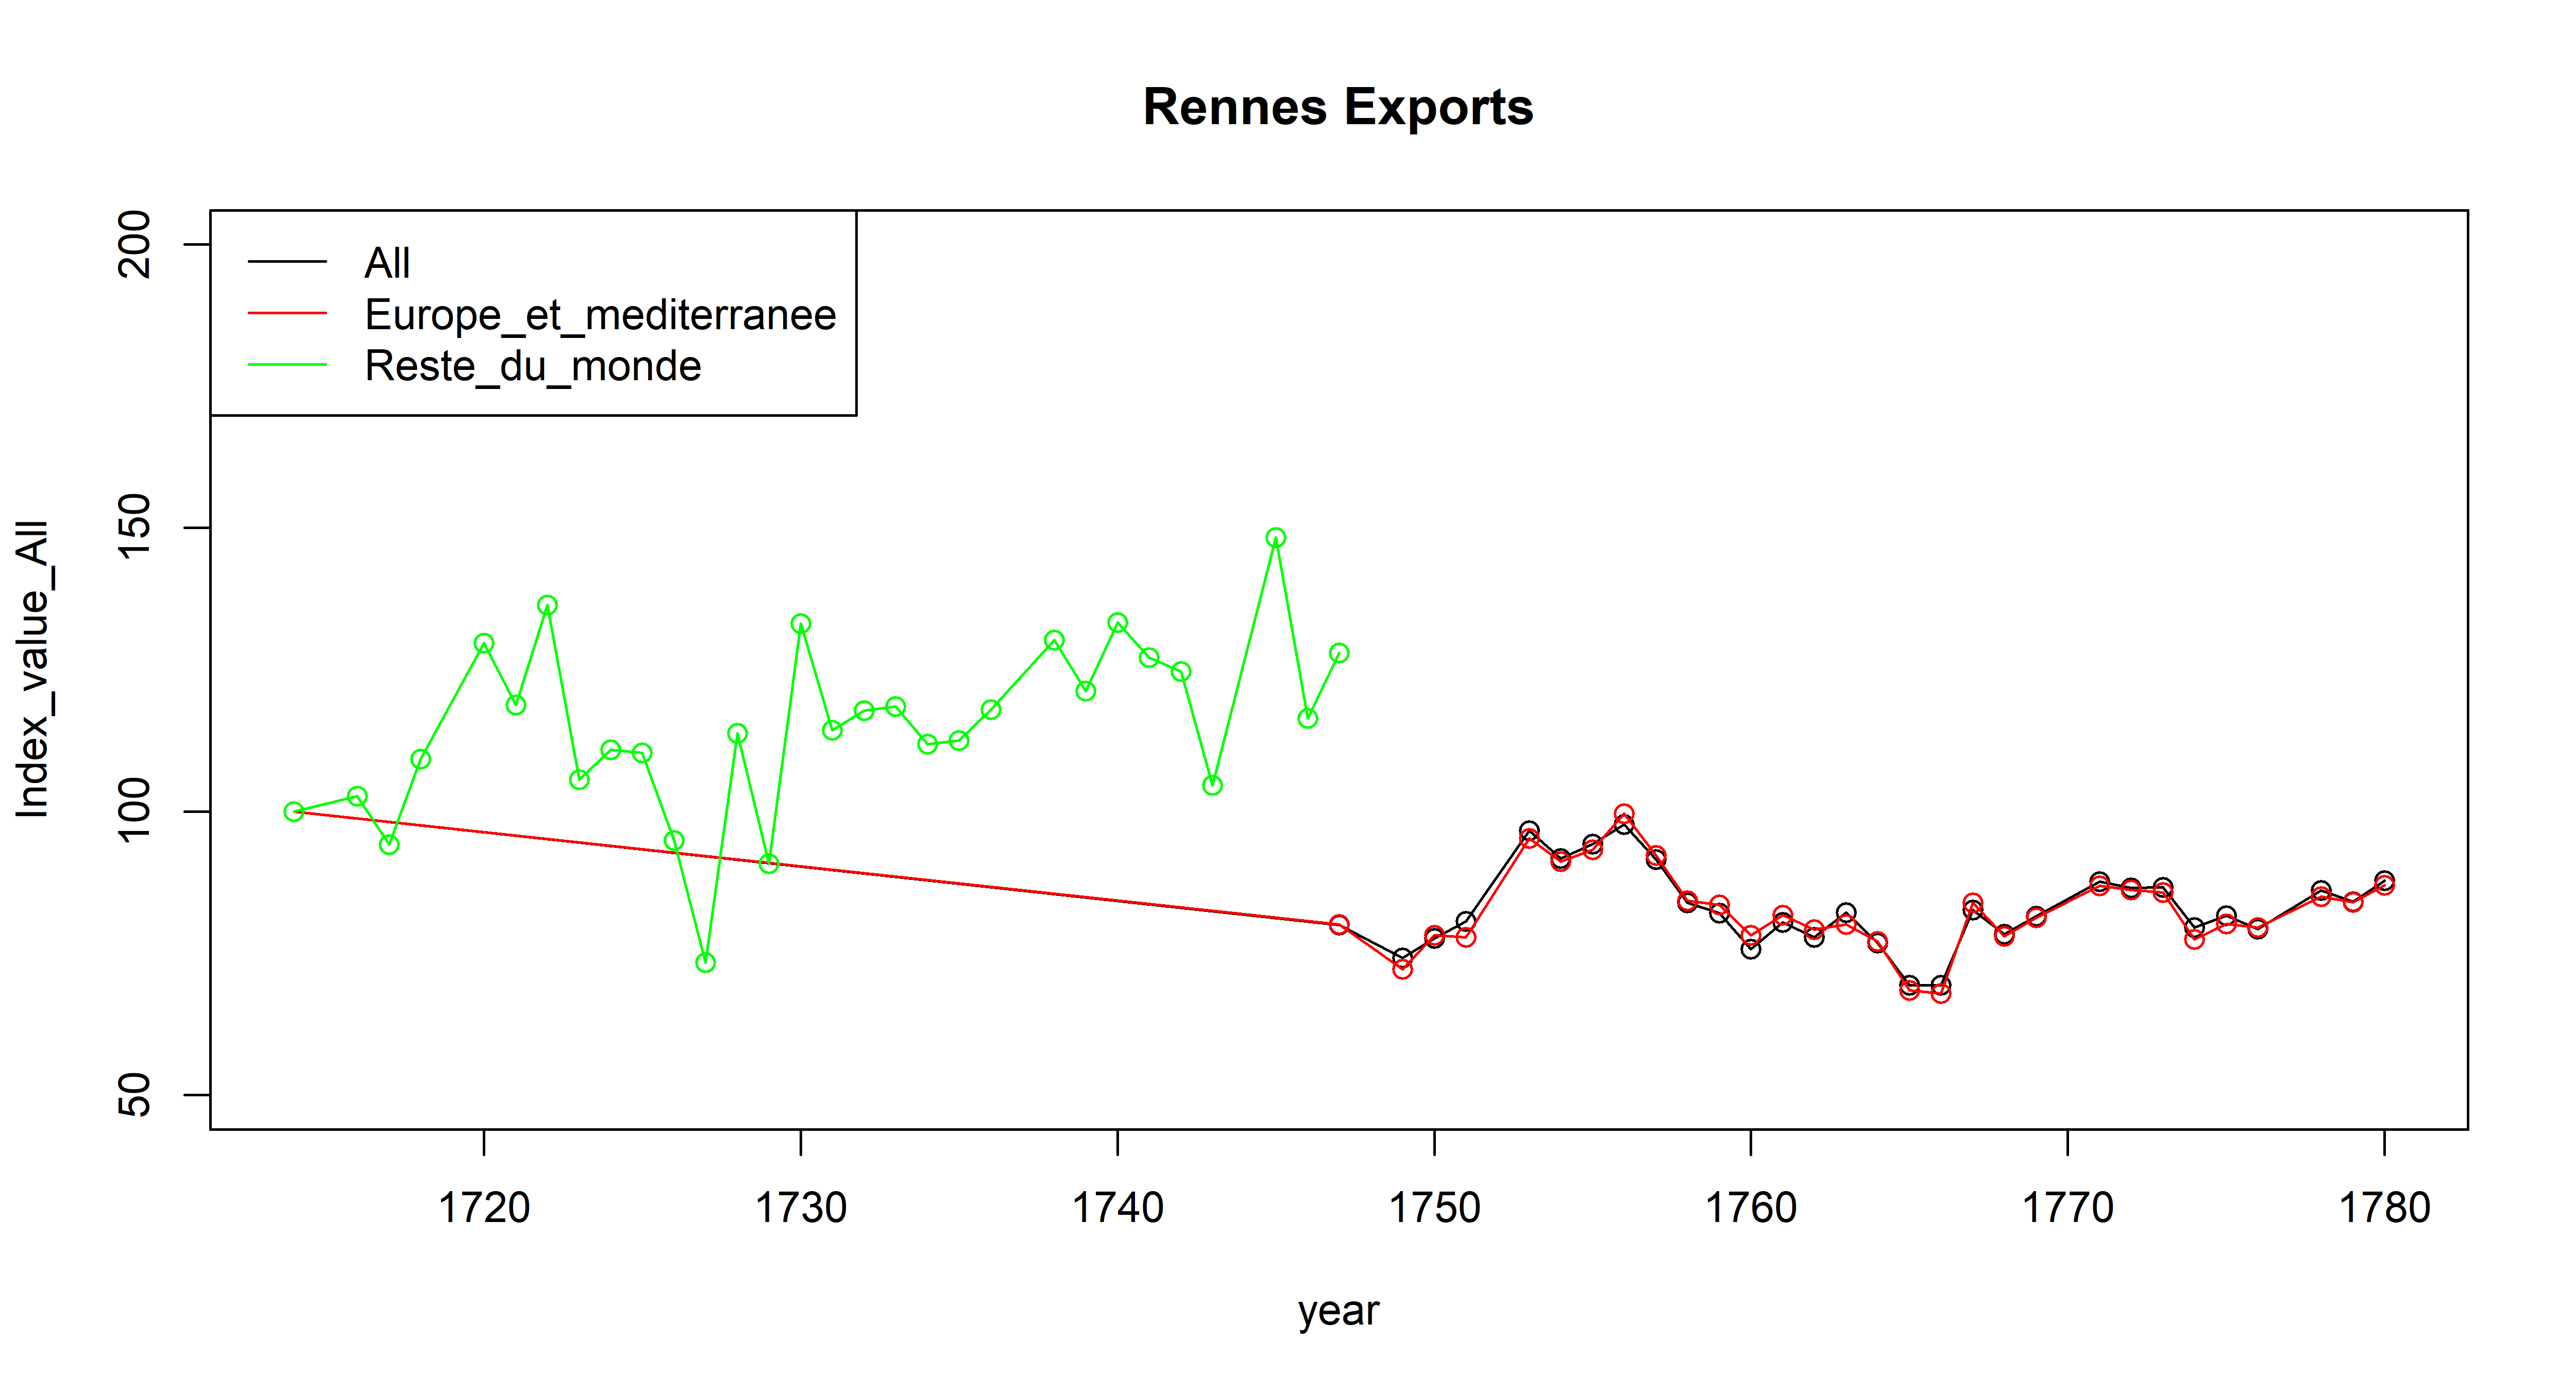 Rennes Exports
All
Europe_et_mediterranee
Reste_du_monde
Index_value_All
200
150
100
50
1720 1730 1740 1750 1760 1770 1780
year